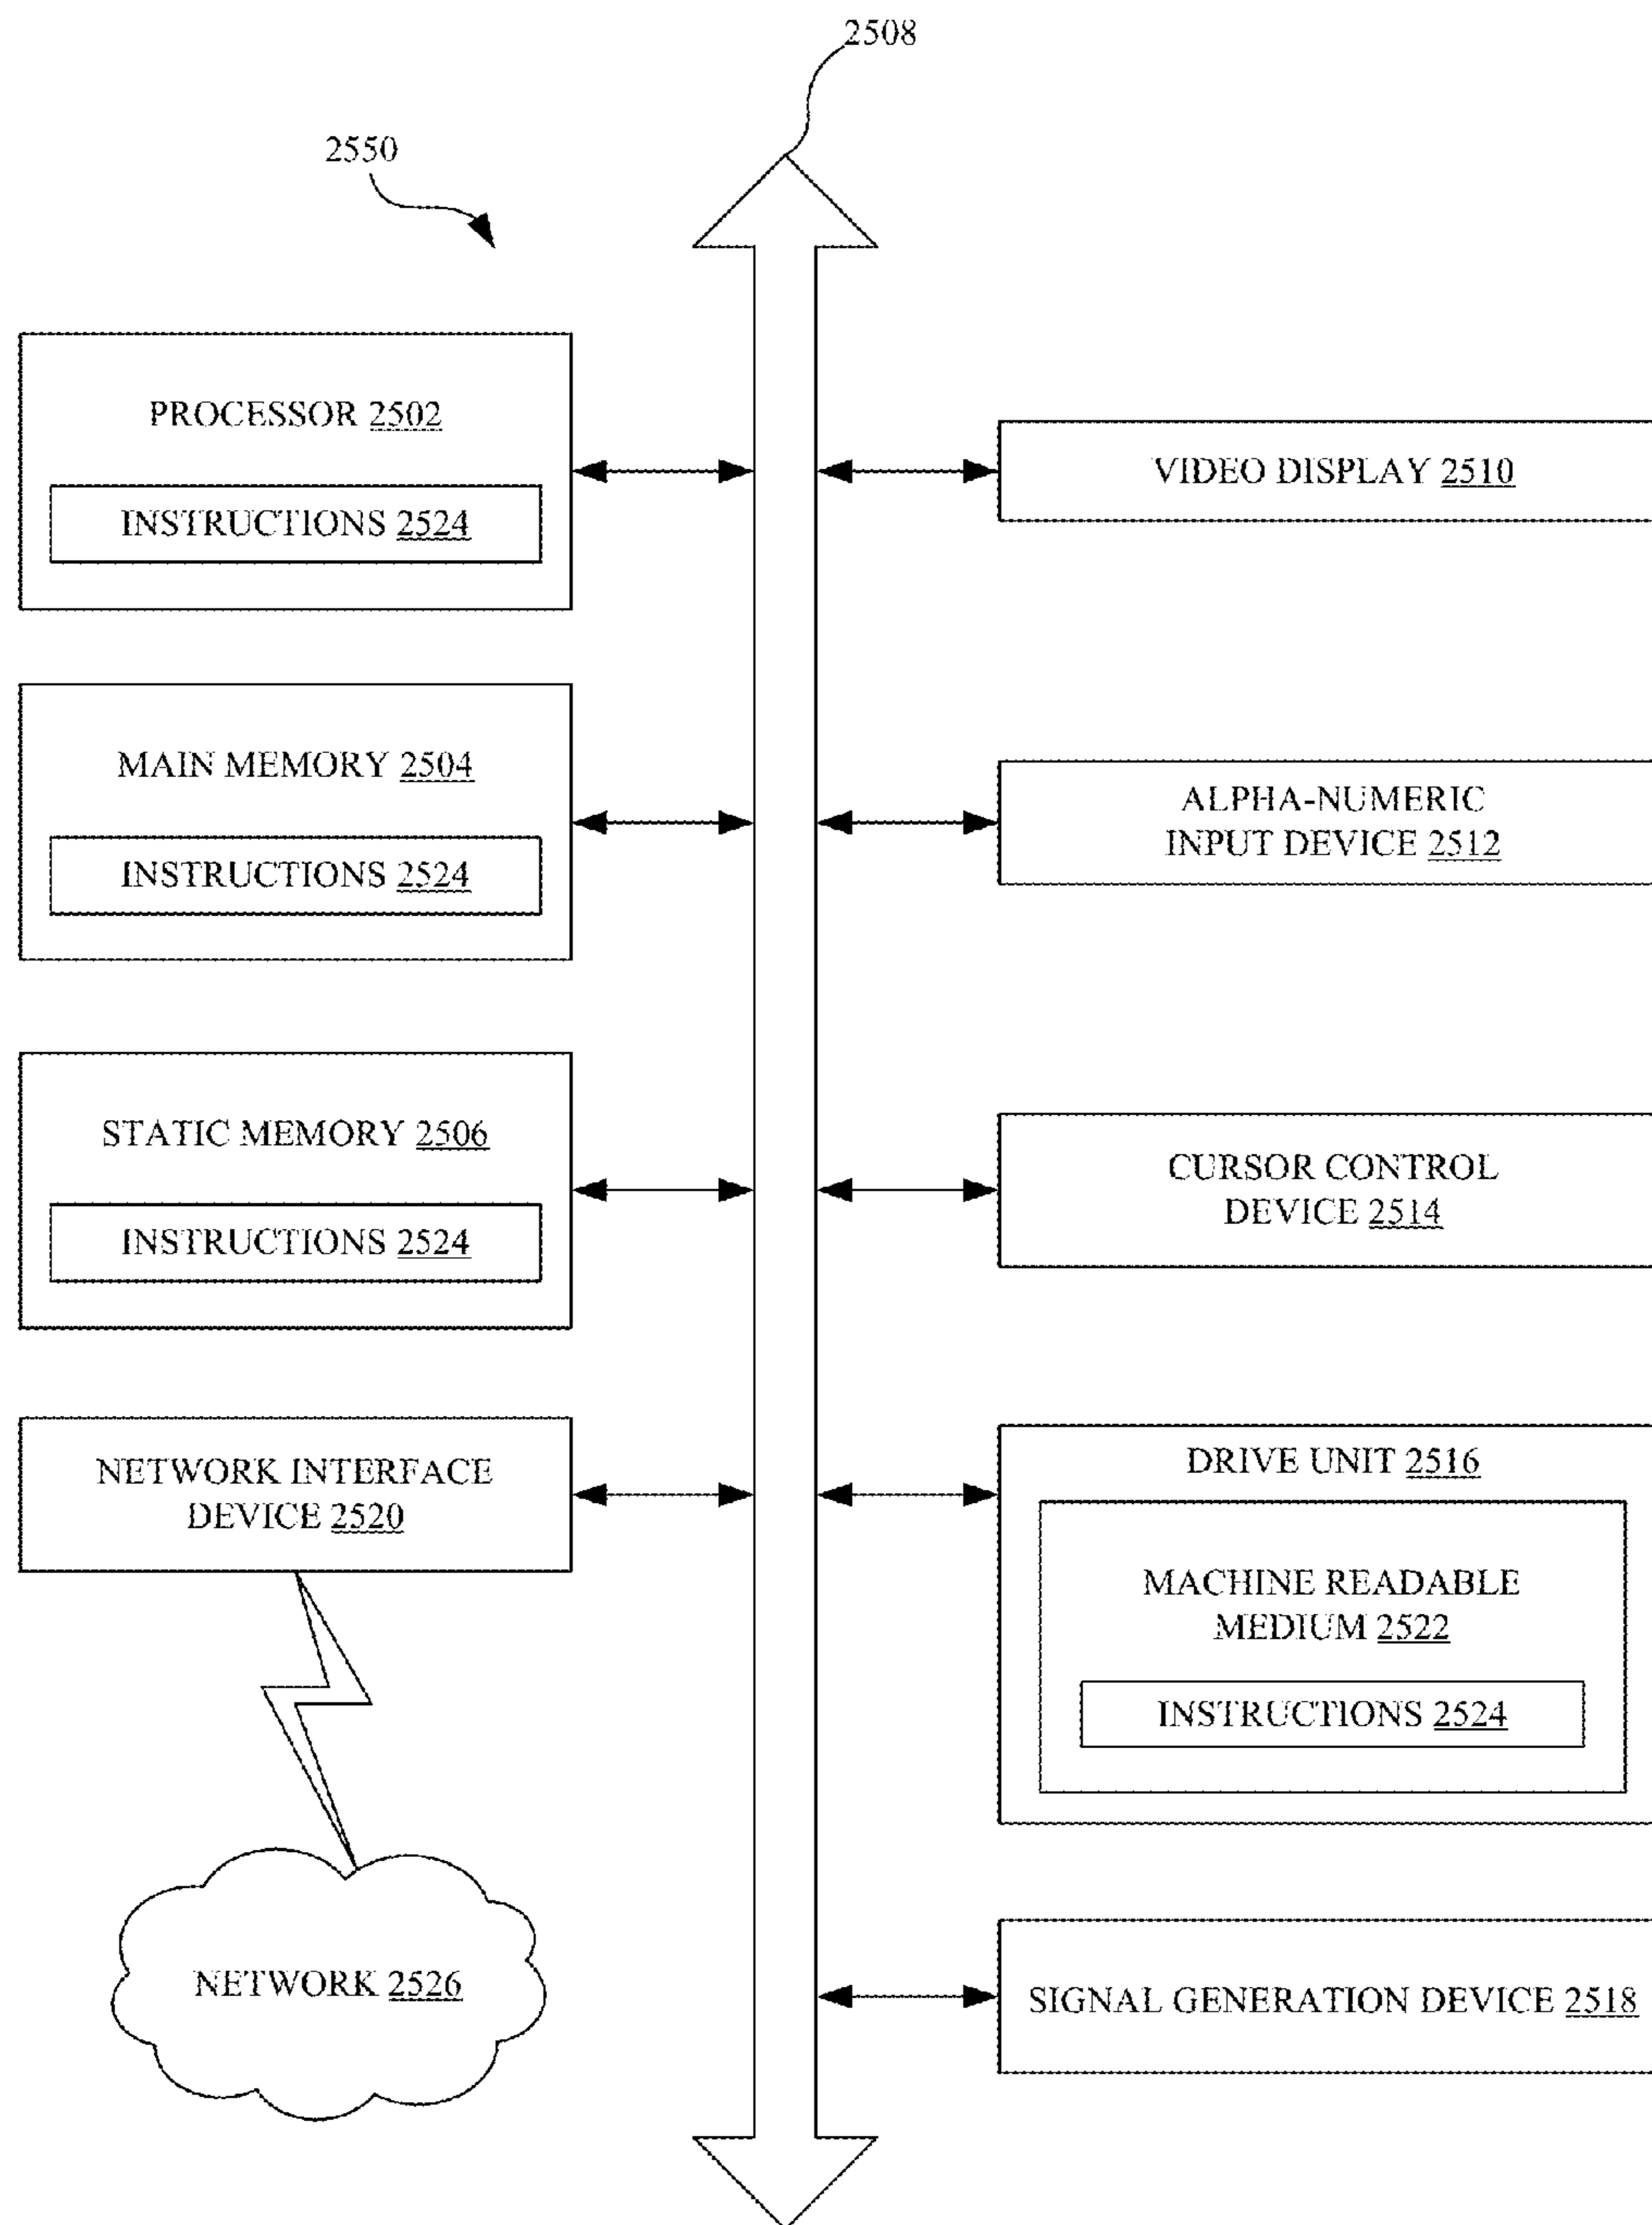 2508
2550
PROCESSOR 2502
INSTRUCTIONS 2524
MAIN MEMORY 2504
INSTRUCTIONS 2524
STATIC MEMORY 2506
INSTRUCTIONS 2524
NETWORK INTERFACE
DEVICE 2520
NETWORK 2526
VIDEO DISPLAY 2510
ALPHA-NUMERIC
INPUT DEVICE 2512
CURSOR CONTROL
DEVICE 2514
DRIVE UNIT 2516
MACHINE READABLE
MEDIUM 2522
INSTRUCTIONS 2524
SIGNAL GENERATION DEVICE 2518